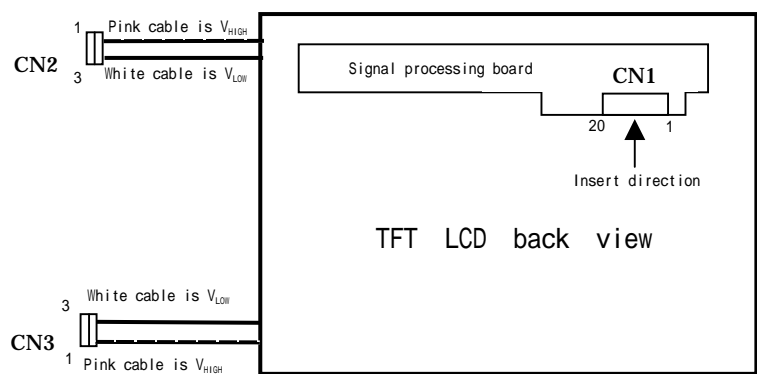 1 Pink cable is VHIGH
CN2
3 White cable is VLOW
Signal processing board
CN1
20 1
Insert direction
TFT LCD back view
3 White cable is VLOW
CN3
1 Pink cable is VHIGH